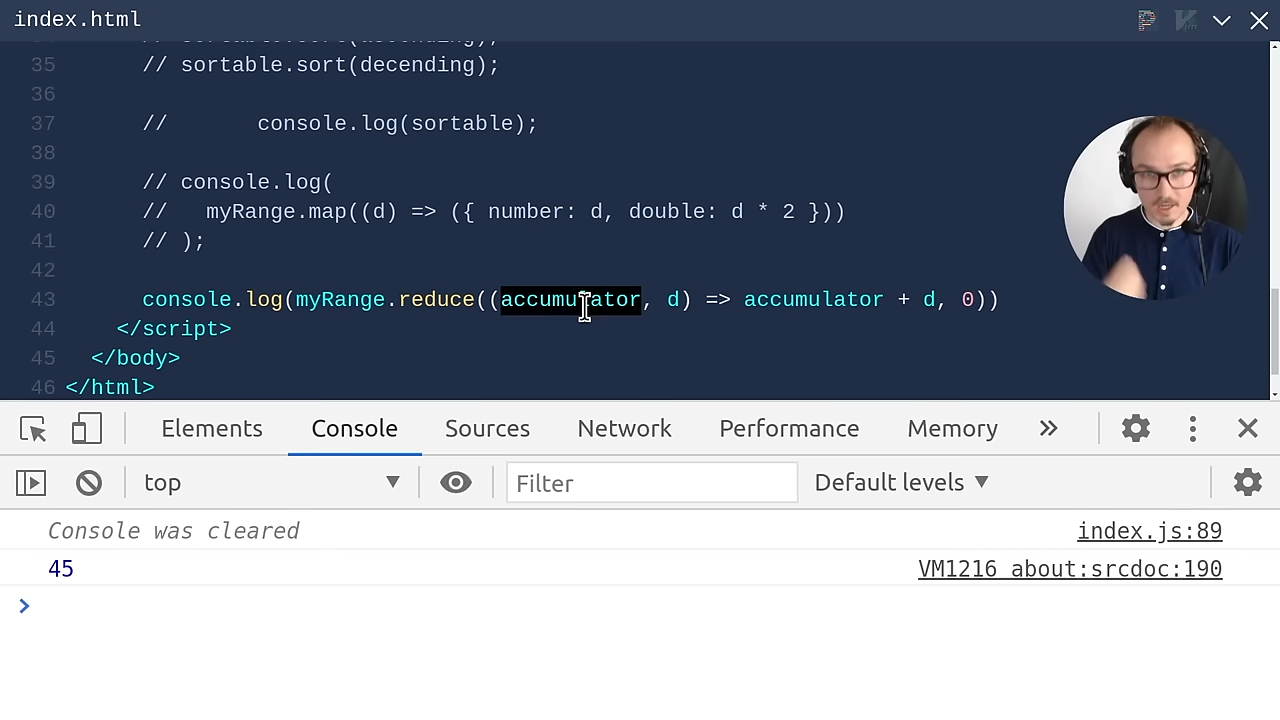 index.html
// sortable.sort(ascending);
35 // sortable.sort(decending);
36
37 // console.log(sortable);
38
39 // console.log(
40 // myRange.map((d) => ({ number: d, double: d * 2 }))
41 // );
42
43 console.log(myRange.reduce((accumulator, d) => accumulator + d, 0))
44 </script>
45 </body>
46 </html>
Elements Console Sources Network Performance Memory »
top Filter Default levels
Console was cleared index.js:89
45 VM1216 about:srcdoc:190
>